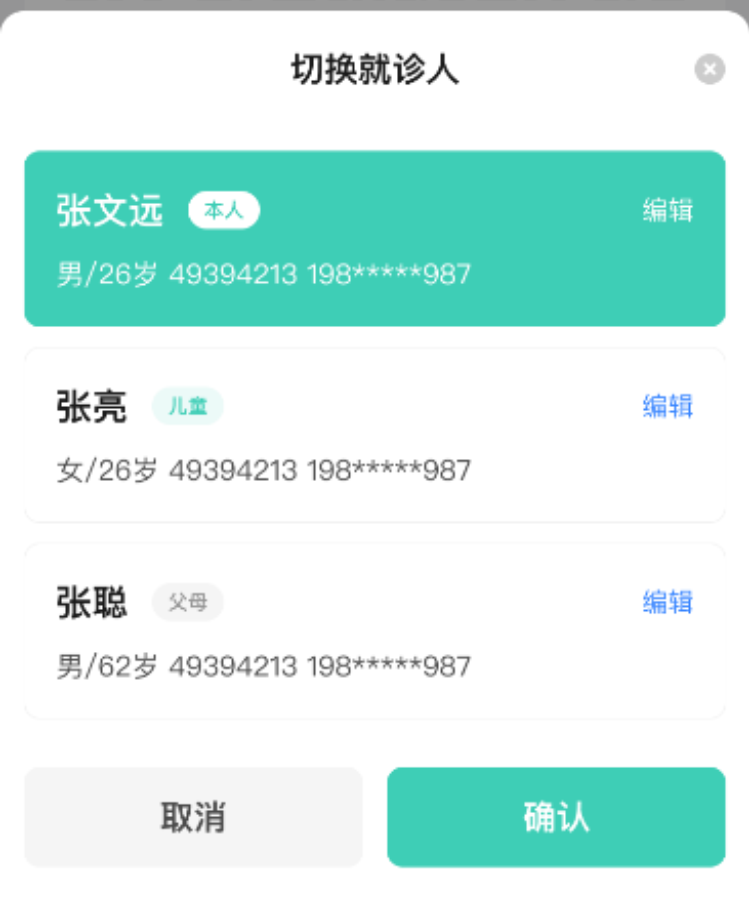 切换就诊人
张文远 本人 编辑
男/26岁 49394213 198*****987
张亮 儿童 编辑
女/26岁 49394213 198*****987
张聪 父母 编辑
男/62岁 49394213 198*****987
取消 确认